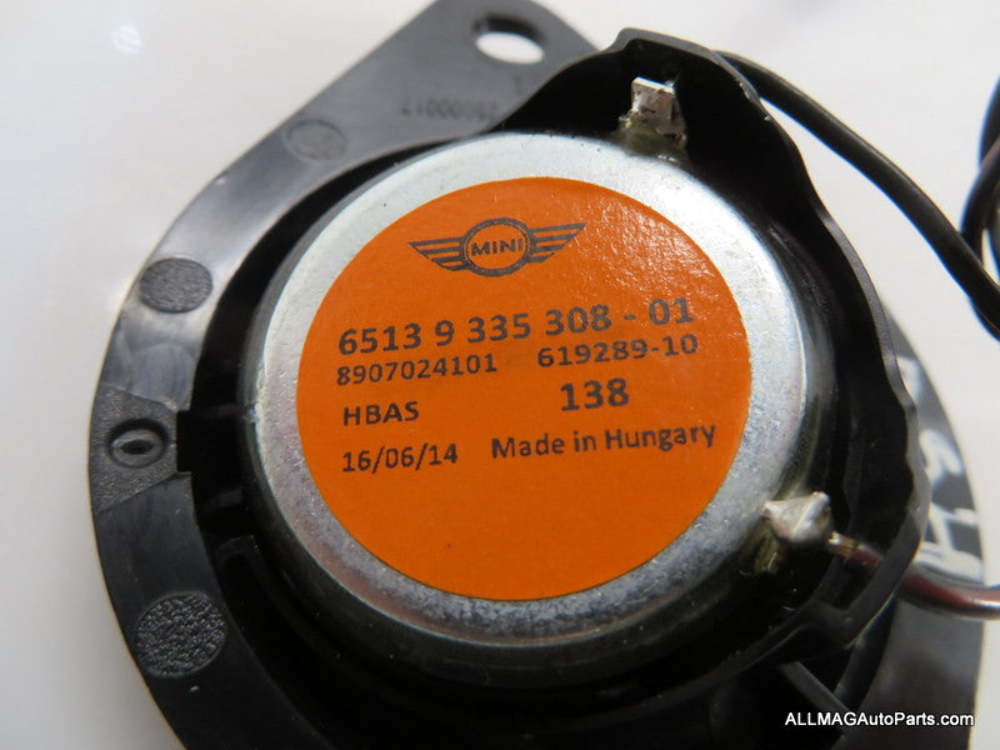 MINI
6513 9 335 308 - 01
8907024101 619289-10
HBAS 138
16/06/14 Made in Hungary
ALLMAGAutoParts.com